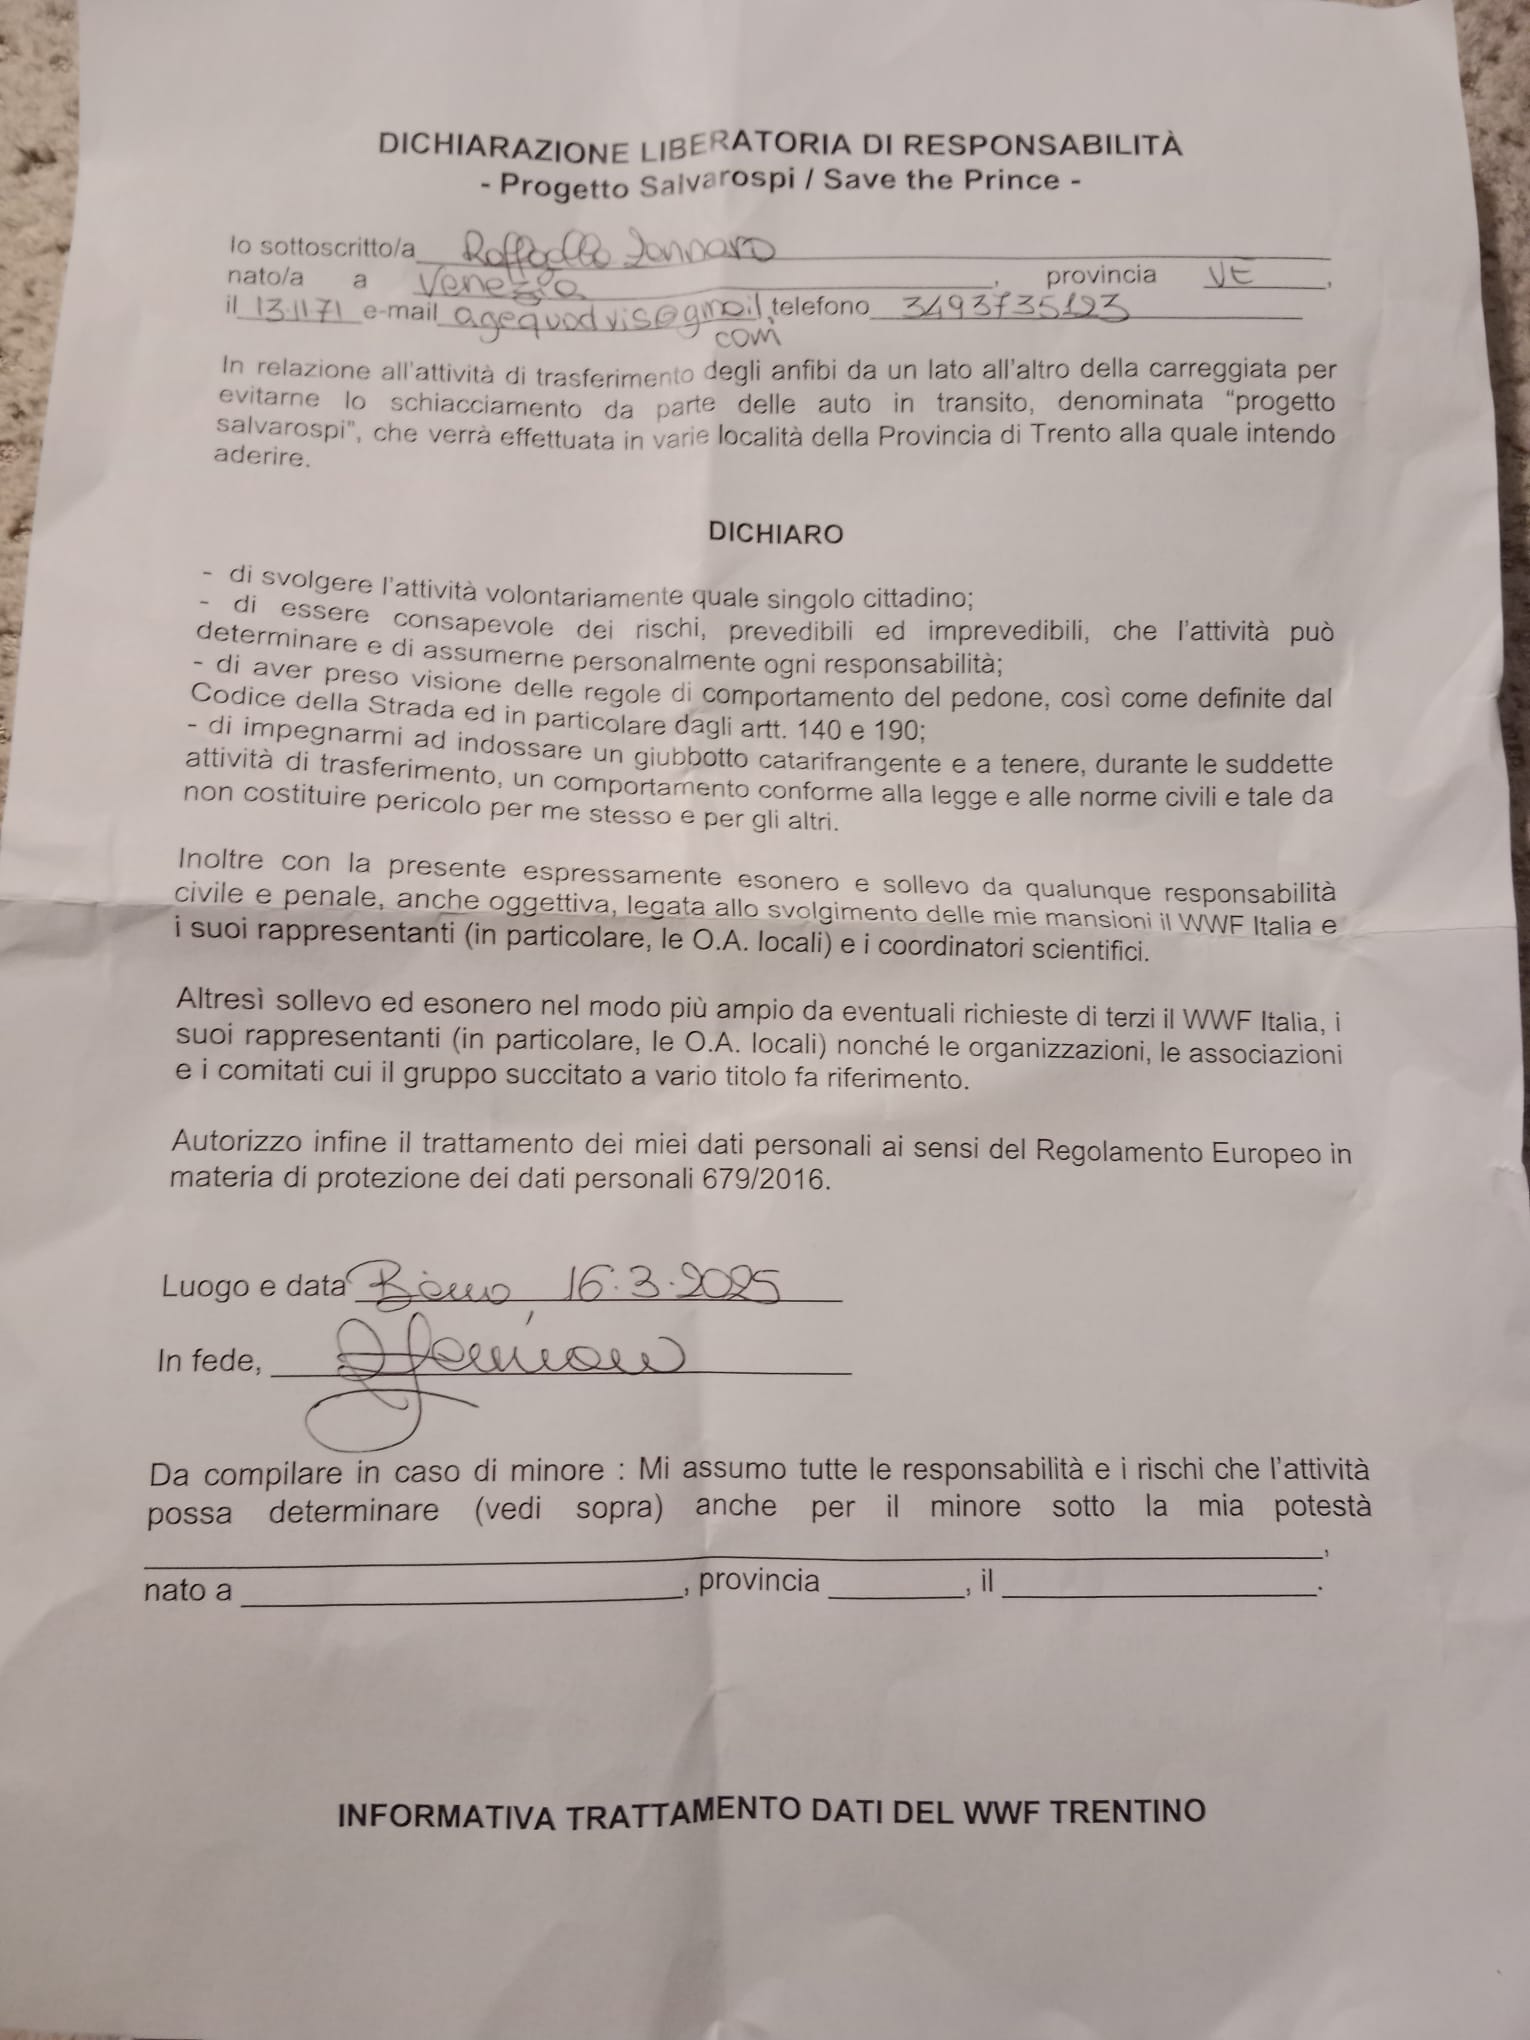 DICHIARAZIONE LIBERATORIA DI RESPONSABILITÀ
- Progetto Salvarospi / Save the Prince -
Io sottoscritto/a Raffaella
nato/a a Venezia, provincia VE,
il 13.11.71 e-mail agequodvis@gmail. telefono 3493735123
com
In relazione all'attività di trasferimento degli anfibi da un lato all'altro della carreggiata per
evitarne lo schiacciamento da parte delle auto in transito, denominata "progetto
salvarospi", che verrà effettuata in varie località della Provincia di Trento alla quale intendo
aderire.
DICHIARO
- di svolgere l'attività volontariamente quale singolo cittadino;
- di essere consapevole dei rischi, prevedibili ed imprevedibili, che l'attività può
determinare e di assumerne personalmente ogni responsabilità;
- di aver preso visione delle regole di comportamento del pedone, così come definite dal
Codice della Strada ed in particolare dagli artt. 140 e 190;
- di impegnarmi ad indossare un giubbotto catarifrangente e a tenere, durante le suddette
attività di trasferimento, un comportamento conforme alla legge e alle norme civili e tale da
non costituire pericolo per me stesso e per gli altri.
Inoltre con la presente espressamente esonero e sollevo da qualunque responsabilità
civile e penale, anche oggettiva, legata allo svolgimento delle mie mansioni il WWF Italia e
i suoi rappresentanti (in particolare, le O.A. locali) e i coordinatori scientifici.
Altresì sollevo ed esonero nel modo più ampio da eventuali richieste di terzi il WWF Italia, i
suoi rappresentanti (in particolare, le O.A. locali) nonché le organizzazioni, le associazioni
e i comitati cui il gruppo succitato a vario titolo fa riferimento.
Autorizzo infine il trattamento dei miei dati personali ai sensi del Regolamento Europeo in
materia di protezione dei dati personali 679/2016.
Luogo e data 16.3.2025
In fede,
Da compilare in caso di minore : Mi assumo tutte le responsabilità e i rischi che l'attività
possa determinare (vedi sopra) anche per il minore sotto la mia potestà
,
nato a , provincia , il .
INFORMATIVA TRATTAMENTO DATI DEL WWF TRENTINO